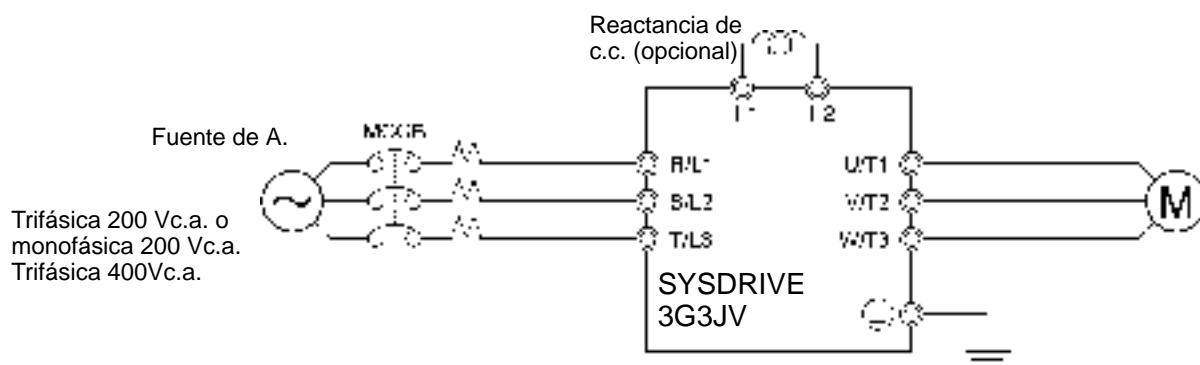 Reactancia de
c.c. (opcional)
Fuente de A.
MCCB
R/L1
U/T1
S/L2
V/T2
Trifásica 200 Vc.a. o
monofásica 200 Vc.a.
Trifásica 400Vc.a.
T/L3
W/T3
SYSDRIVE
3G3JV
M